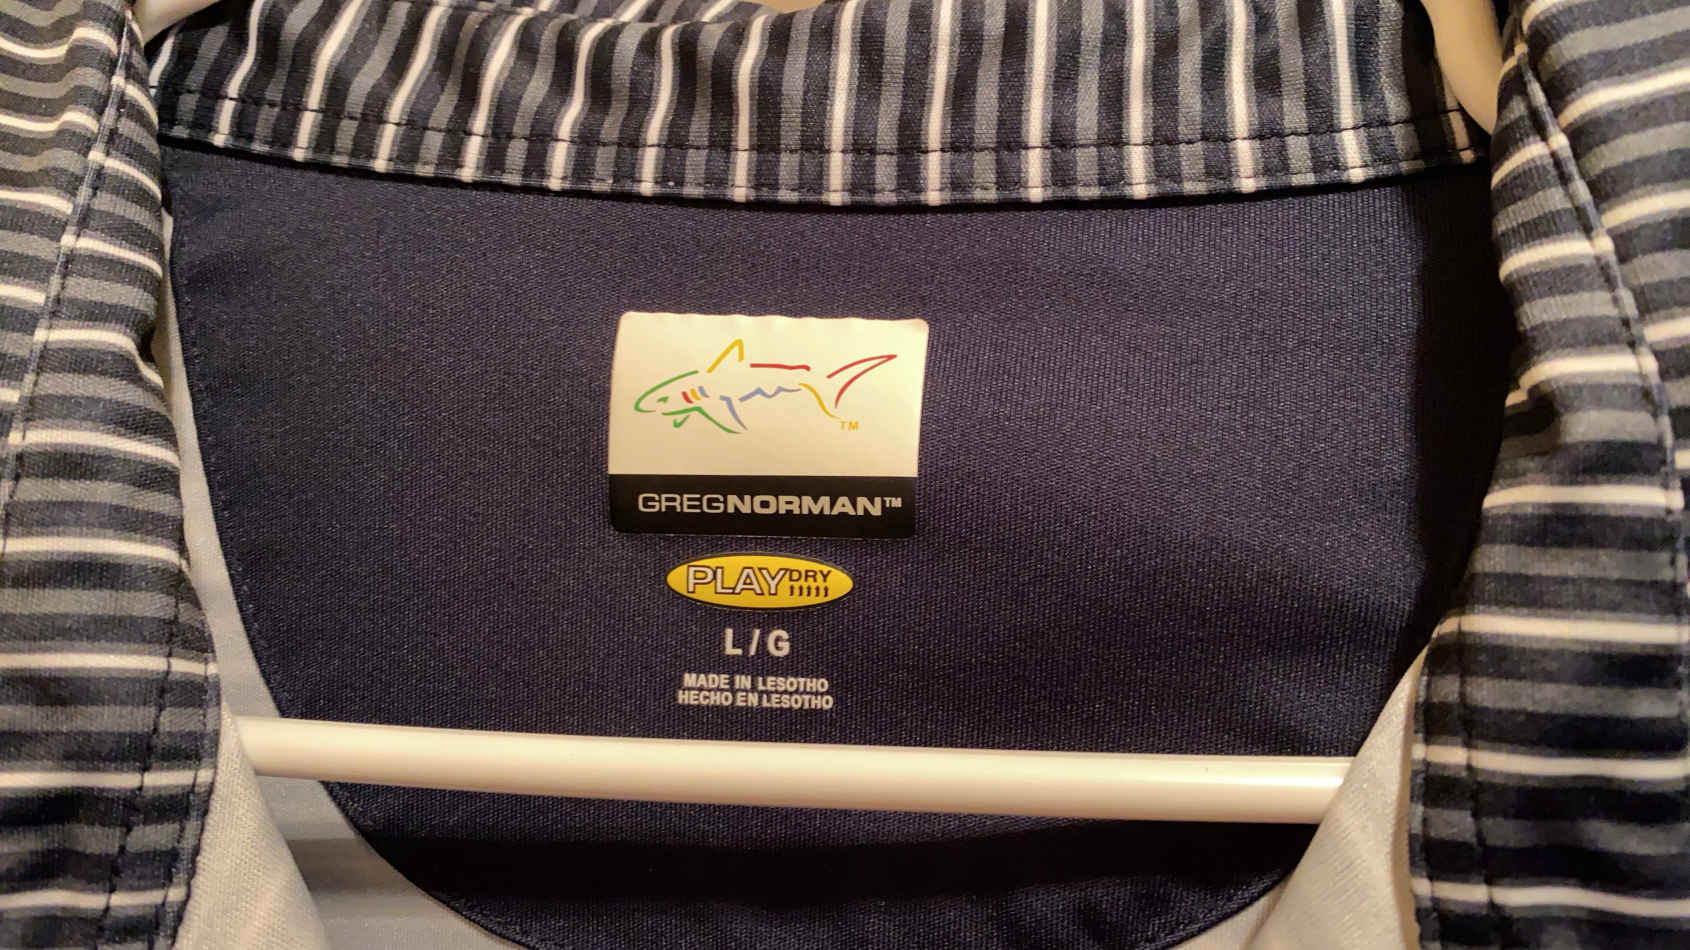 TM
GREGNORMAN™
PLAYDRY
L / G
MADE IN LESOTHO
HECHO EN LESOTHO